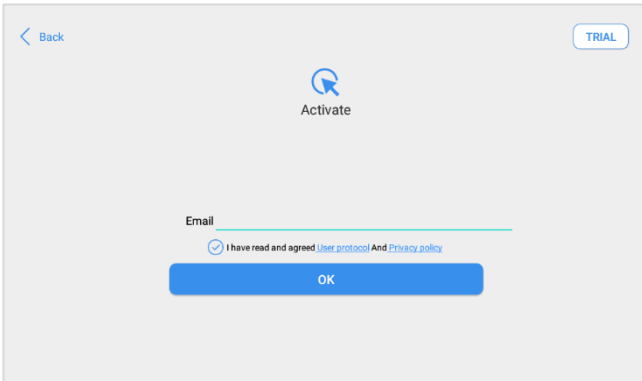 Back
TRIAL
Activate
Email
I have read and agreed User protocol And Privacy policy
OK